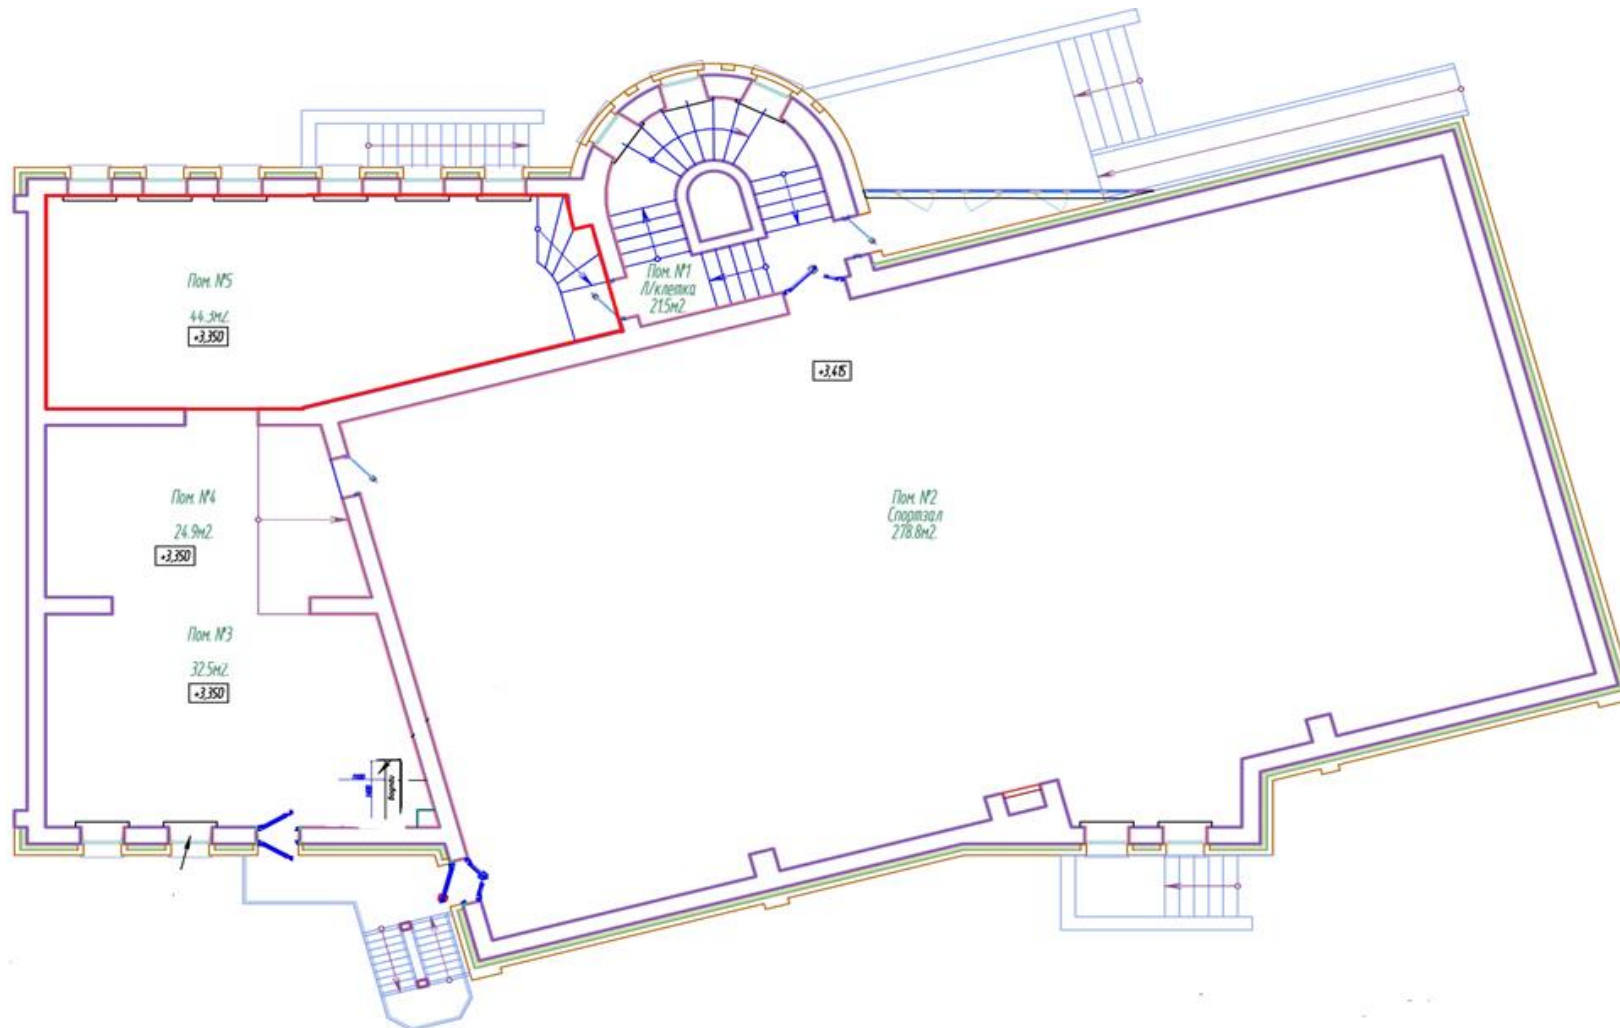 Пом. №1
Л/клетка
21.5м2.
Пом. №5
44.3м2.
+3,350
+3,415
Пом. №4
24.9м2.
+3,350
Пом. №2
Спортзал
278.8м2.
Пом. №3
32.5м2.
+3,350